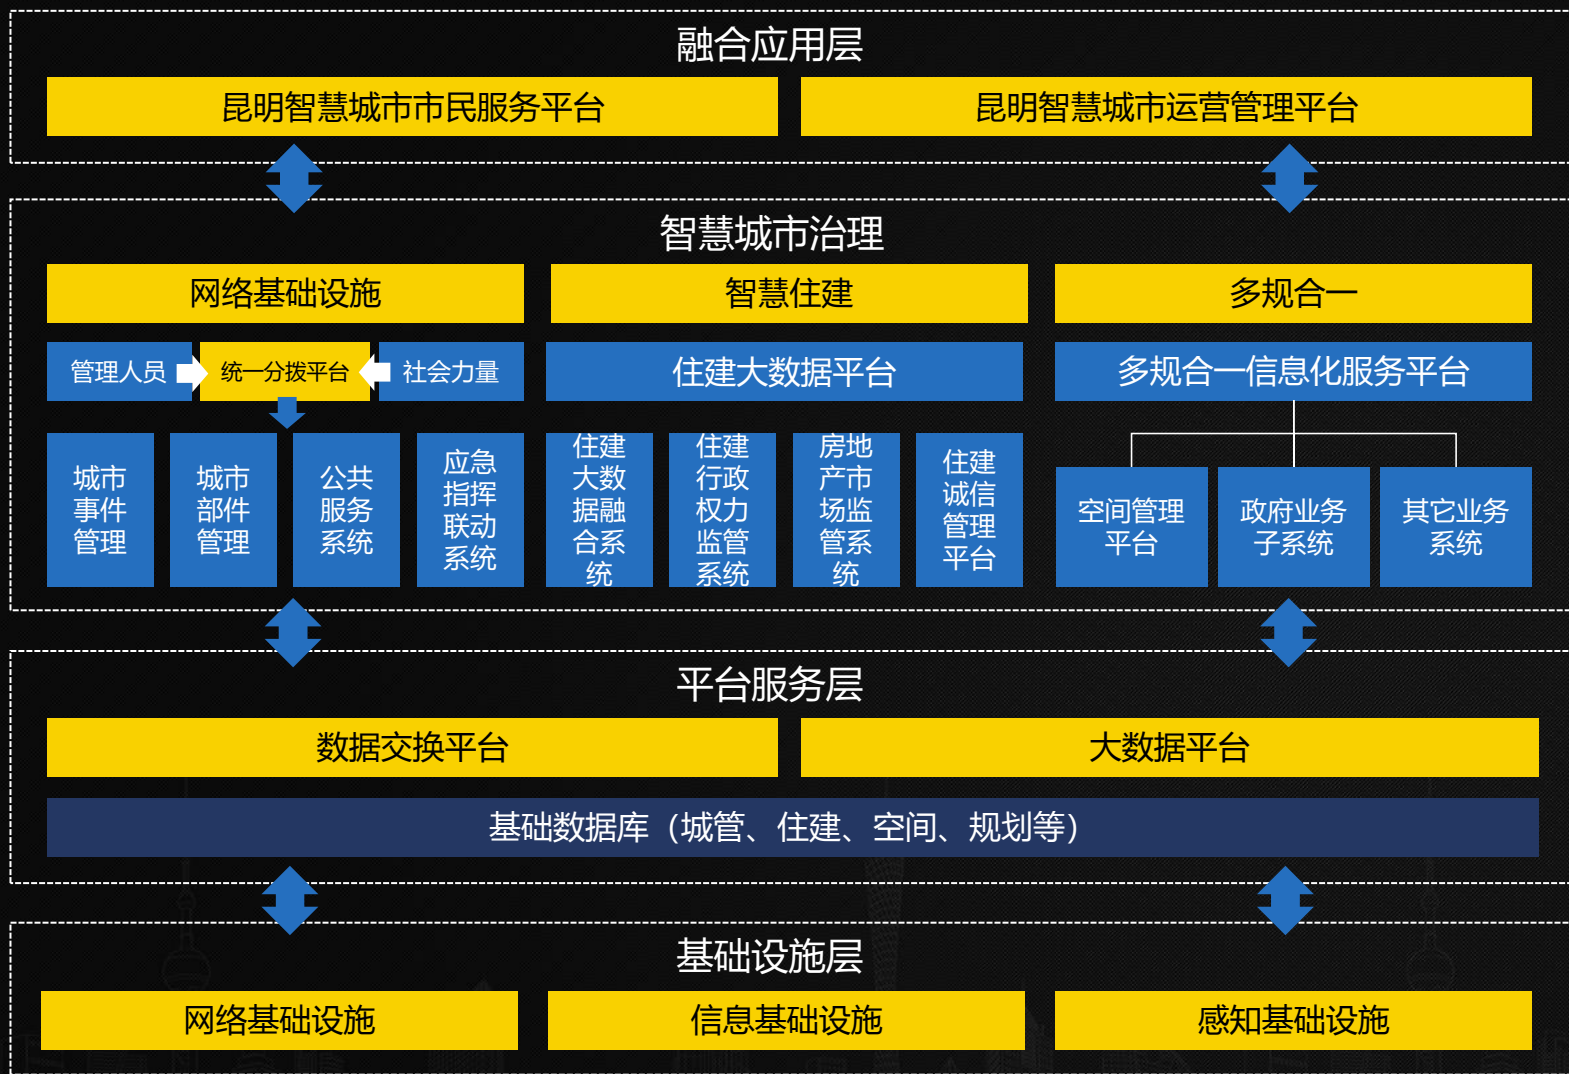 融合应用层
昆明智慧城市市民服务平台
昆明智慧城市运营管理平台
智慧城市治理
网络基础设施
智慧住建
多规合一
管理人员
统一分拨平台
社会力量
住建大数据平台
多规合一信息化服务平台
城市
事件
管理
城市
部件
管理
公共
服务
系统
应急
指挥
联动
系统
住建
大数
据融
合系
统
住建
行政
权力
监管
系统
房地
产市
场监
管系
统
住建
诚信
管理
平台
空间管理
平台
政府业务
子系统
其它业务
系统
平台服务层
数据交换平台
大数据平台
基础数据库（城管、住建、空间、规划等）
基础设施层
网络基础设施
信息基础设施
感知基础设施